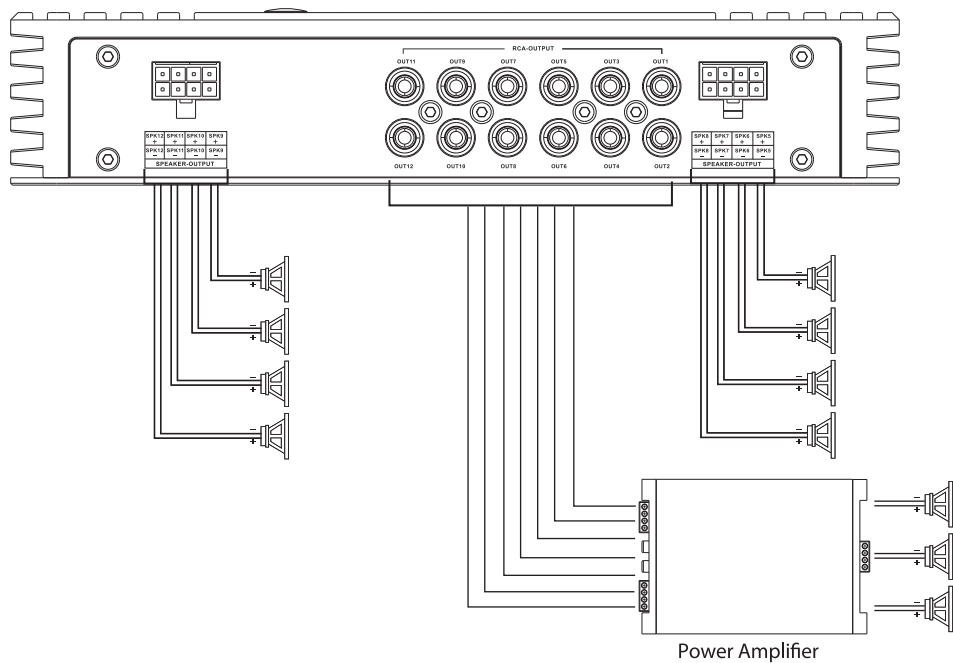 RCA-OUTPUT
OUT11 OUT9 OUT7 OUT5 OUT3 OUT1
OUT12 OUT10 OUT8 OUT6 OUT4 OUT2
SPK12 SPK11 SPK10 SPK9
+ + + +
SPK12 SPK11 SPK10 SPK9
− − − −
SPEAKER-OUTPUT
SPK8 SPK7 SPK6 SPK5
+ + + +
SPK8 SPK7 SPK6 SPK5
− − − −
SPEAKER-OUTPUT
−
+
−
+
−
+
−
+
−
+
−
+
−
+
−
+
−
+
−
+
−
+
Power Amplifier